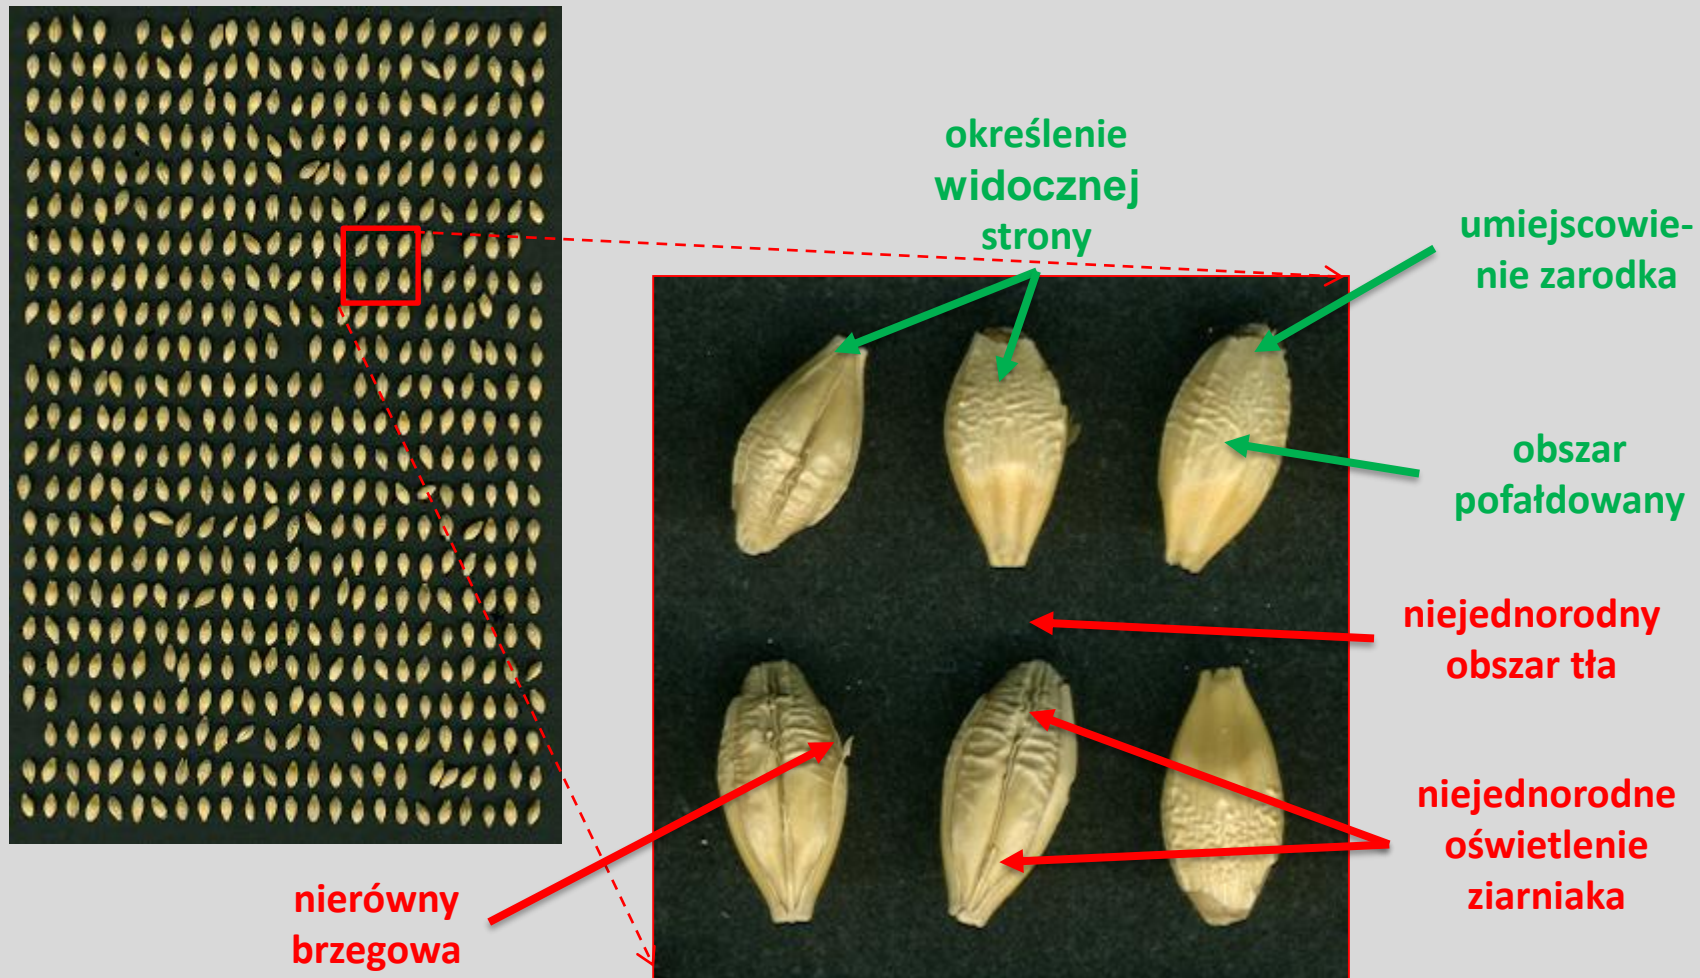 określenie
widocznej
strony
umiejscowie-
nie zarodka
obszar
pofałdowany
niejednorodny
obszar tła
niejednorodne
oświetlenie
ziarniaka
nierówny
brzegowa